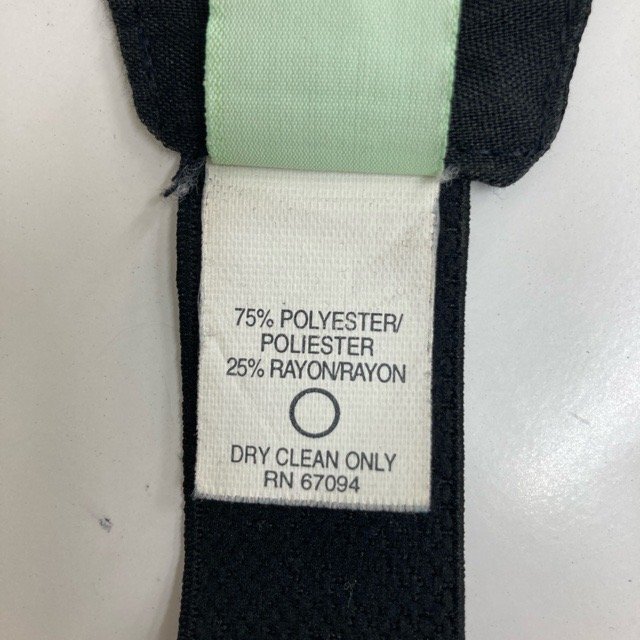 75% POLYESTER/
POLIESTER
25% RAYON/RAYON
DRY CLEAN ONLY
RN 67094